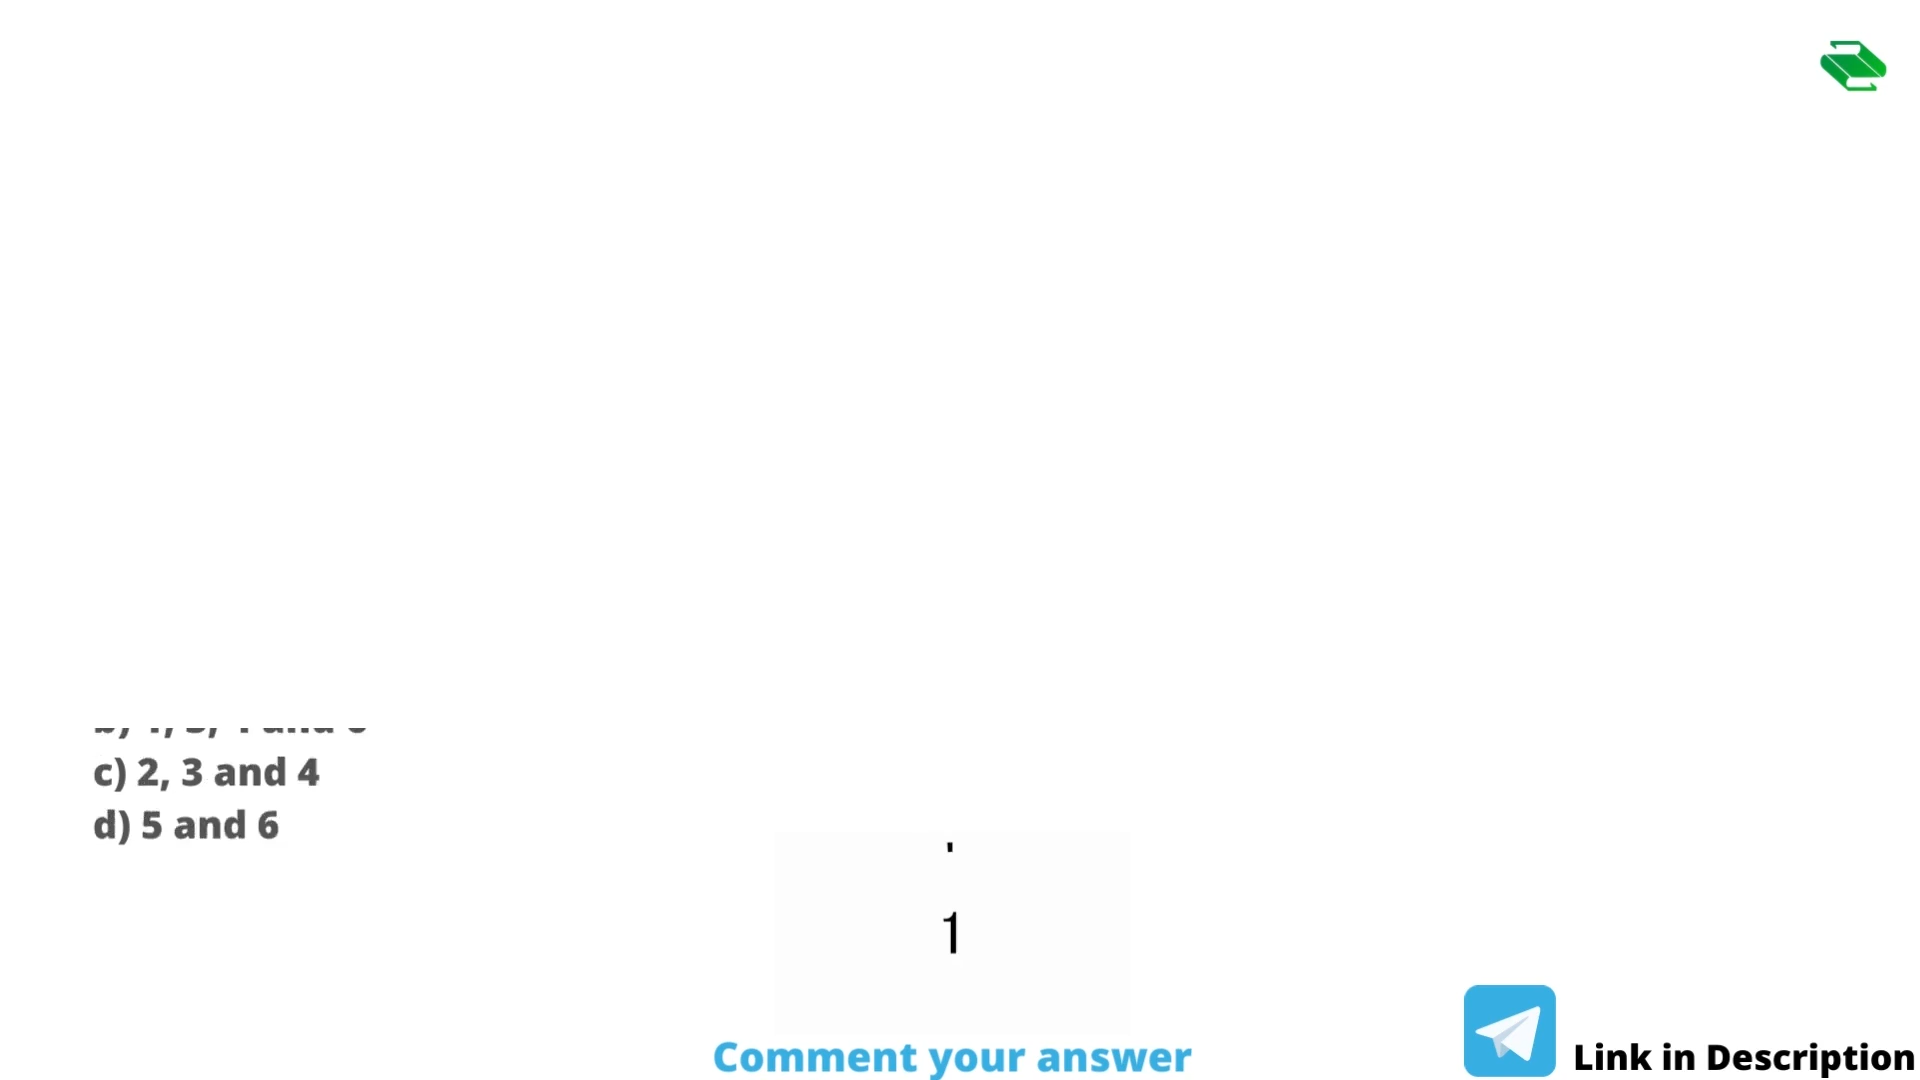 c) 2, 3 and 4
d) 5 and 6
1
Comment your answer
Link in Description